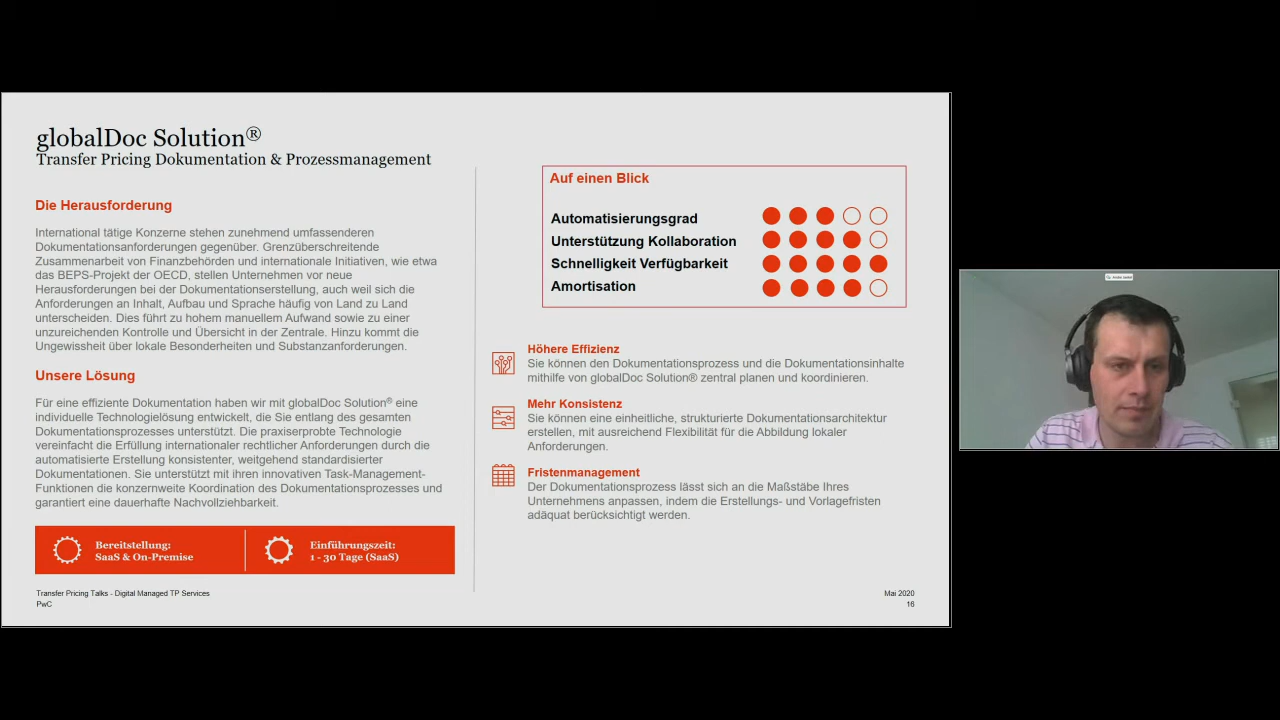 globalDoc Solution®
Transfer Pricing Dokumentation & Prozessmanagement
Die Herausforderung
International tätige Konzerne stehen zunehmend umfassenderen
Dokumentationsanforderungen gegenüber. Grenzüberschreitende
Zusammenarbeit von Finanzbehörden und internationale Initiativen, wie etwa
das BEPS-Projekt der OECD, stellen Unternehmen vor neue
Herausforderungen bei der Dokumentationserstellung, auch weil sich die
Anforderungen an Inhalt, Aufbau und Sprache häufig von Land zu Land
unterscheiden. Dies führt zu hohem manuellem Aufwand sowie zu einer
unzureichenden Kontrolle und Übersicht in der Zentrale. Hinzu kommt die
Ungewissheit über lokale Besonderheiten und Substanzanforderungen.
Unsere Lösung
Für eine effiziente Dokumentation haben wir mit globalDoc Solution® eine
individuelle Technologielösung entwickelt, die Sie entlang des gesamten
Dokumentationsprozesses unterstützt. Die praxiserprobte Technologie
vereinfacht die Erfüllung internationaler rechtlicher Anforderungen durch die
automatisierte Erstellung konsistenter, weitgehend standardisierter
Dokumentationen. Sie unterstützt mit ihren innovativen Task-Management-
Funktionen die konzernweite Koordination des Dokumentationsprozesses und
garantiert eine dauerhafte Nachvollziehbarkeit.
Bereitstellung:
SaaS & On-Premise
Einführungszeit:
1 - 30 Tage (SaaS)
Auf einen Blick
Automatisierungsgrad
Unterstützung Kollaboration
Schnelligkeit Verfügbarkeit
Amortisation
Höhere Effizienz
Sie können den Dokumentationsprozess und die Dokumentationsinhalte
mithilfe von globalDoc Solution® zentral planen und koordinieren.
Mehr Konsistenz
Sie können eine einheitliche, strukturierte Dokumentationsarchitektur
erstellen, mit ausreichend Flexibilität für die Abbildung lokaler
Anforderungen.
Fristenmanagement
Der Dokumentationsprozess lässt sich an die Maßstäbe Ihres
Unternehmens anpassen, indem die Erstellungs- und Vorlagefristen
adäquat berücksichtigt werden.
Transfer Pricing Talks - Digital Managed TP Services
PwC
Mai 2020
16